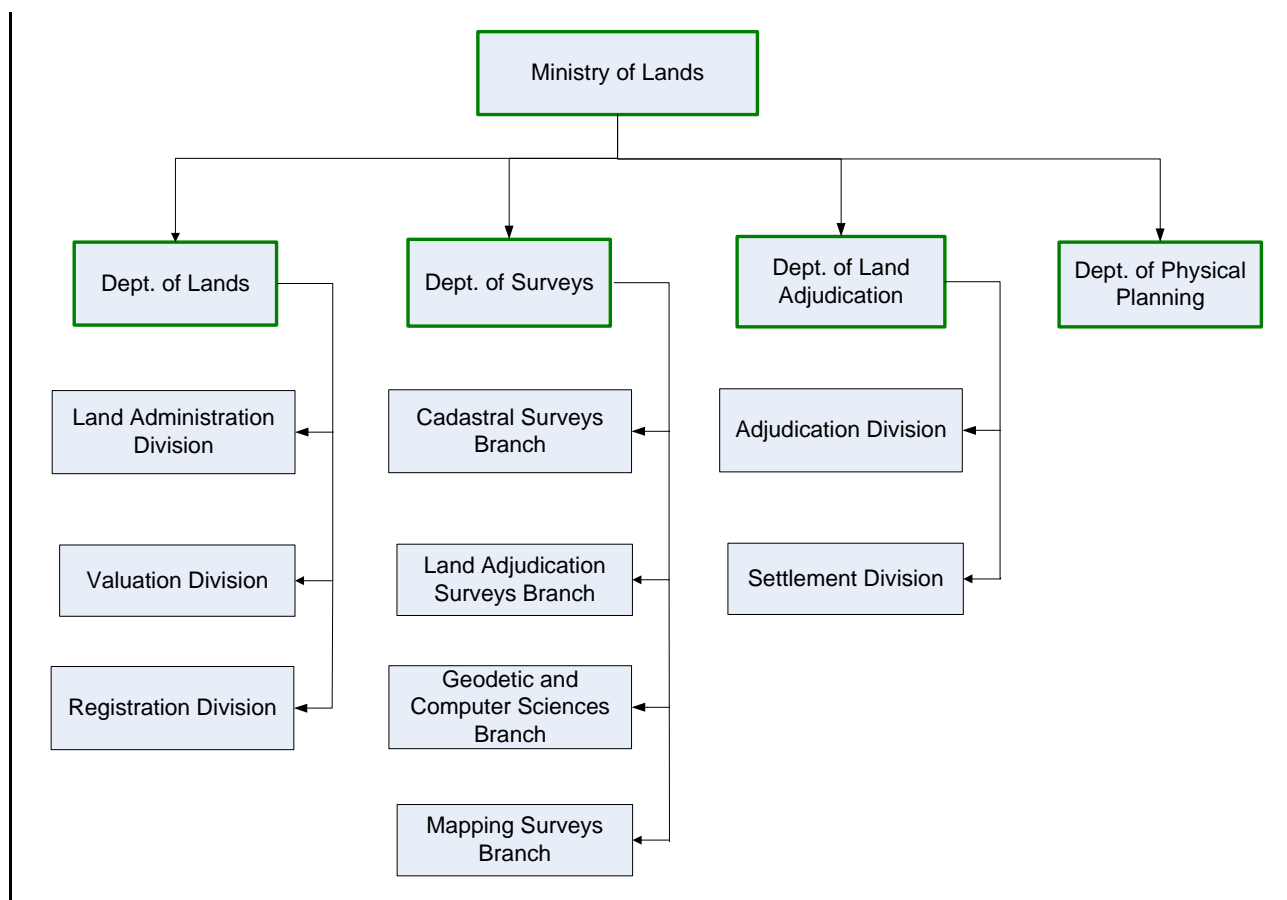 Ministry of Lands
Dept. of Lands
Dept. of Surveys
Dept. of Land
Adjudication
Dept. of Physical
Planning
Land Administration
Division
Cadastral Surveys
Branch
Adjudication Division
Valuation Division
Land Adjudication
Surveys Branch
Settlement Division
Registration Division
Geodetic and
Computer Sciences
Branch
Mapping Surveys
Branch